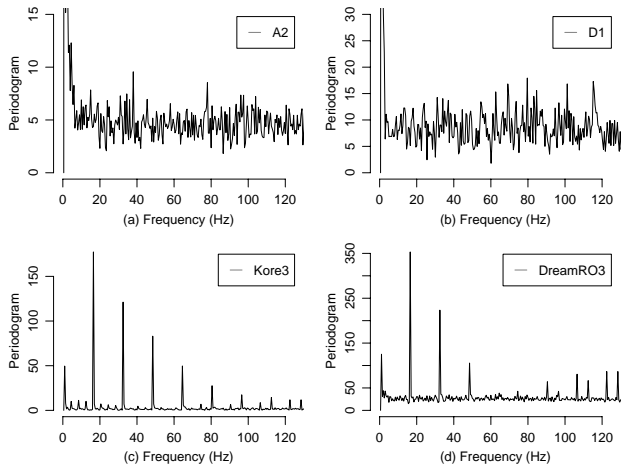 15
10
5
0
Periodogram
A2
0 20 40 60 80 100 120
(a) Frequency (Hz)
30
25
20
15
10
5
0
Periodogram
D1
0 20 40 60 80 100 120
(b) Frequency (Hz)
150
100
50
0
Periodogram
Kore3
0 20 40 60 80 100 120
(c) Frequency (Hz)
350
250
150
50
0
Periodogram
DreamRO3
0 20 40 60 80 100 120
(d) Frequency (Hz)